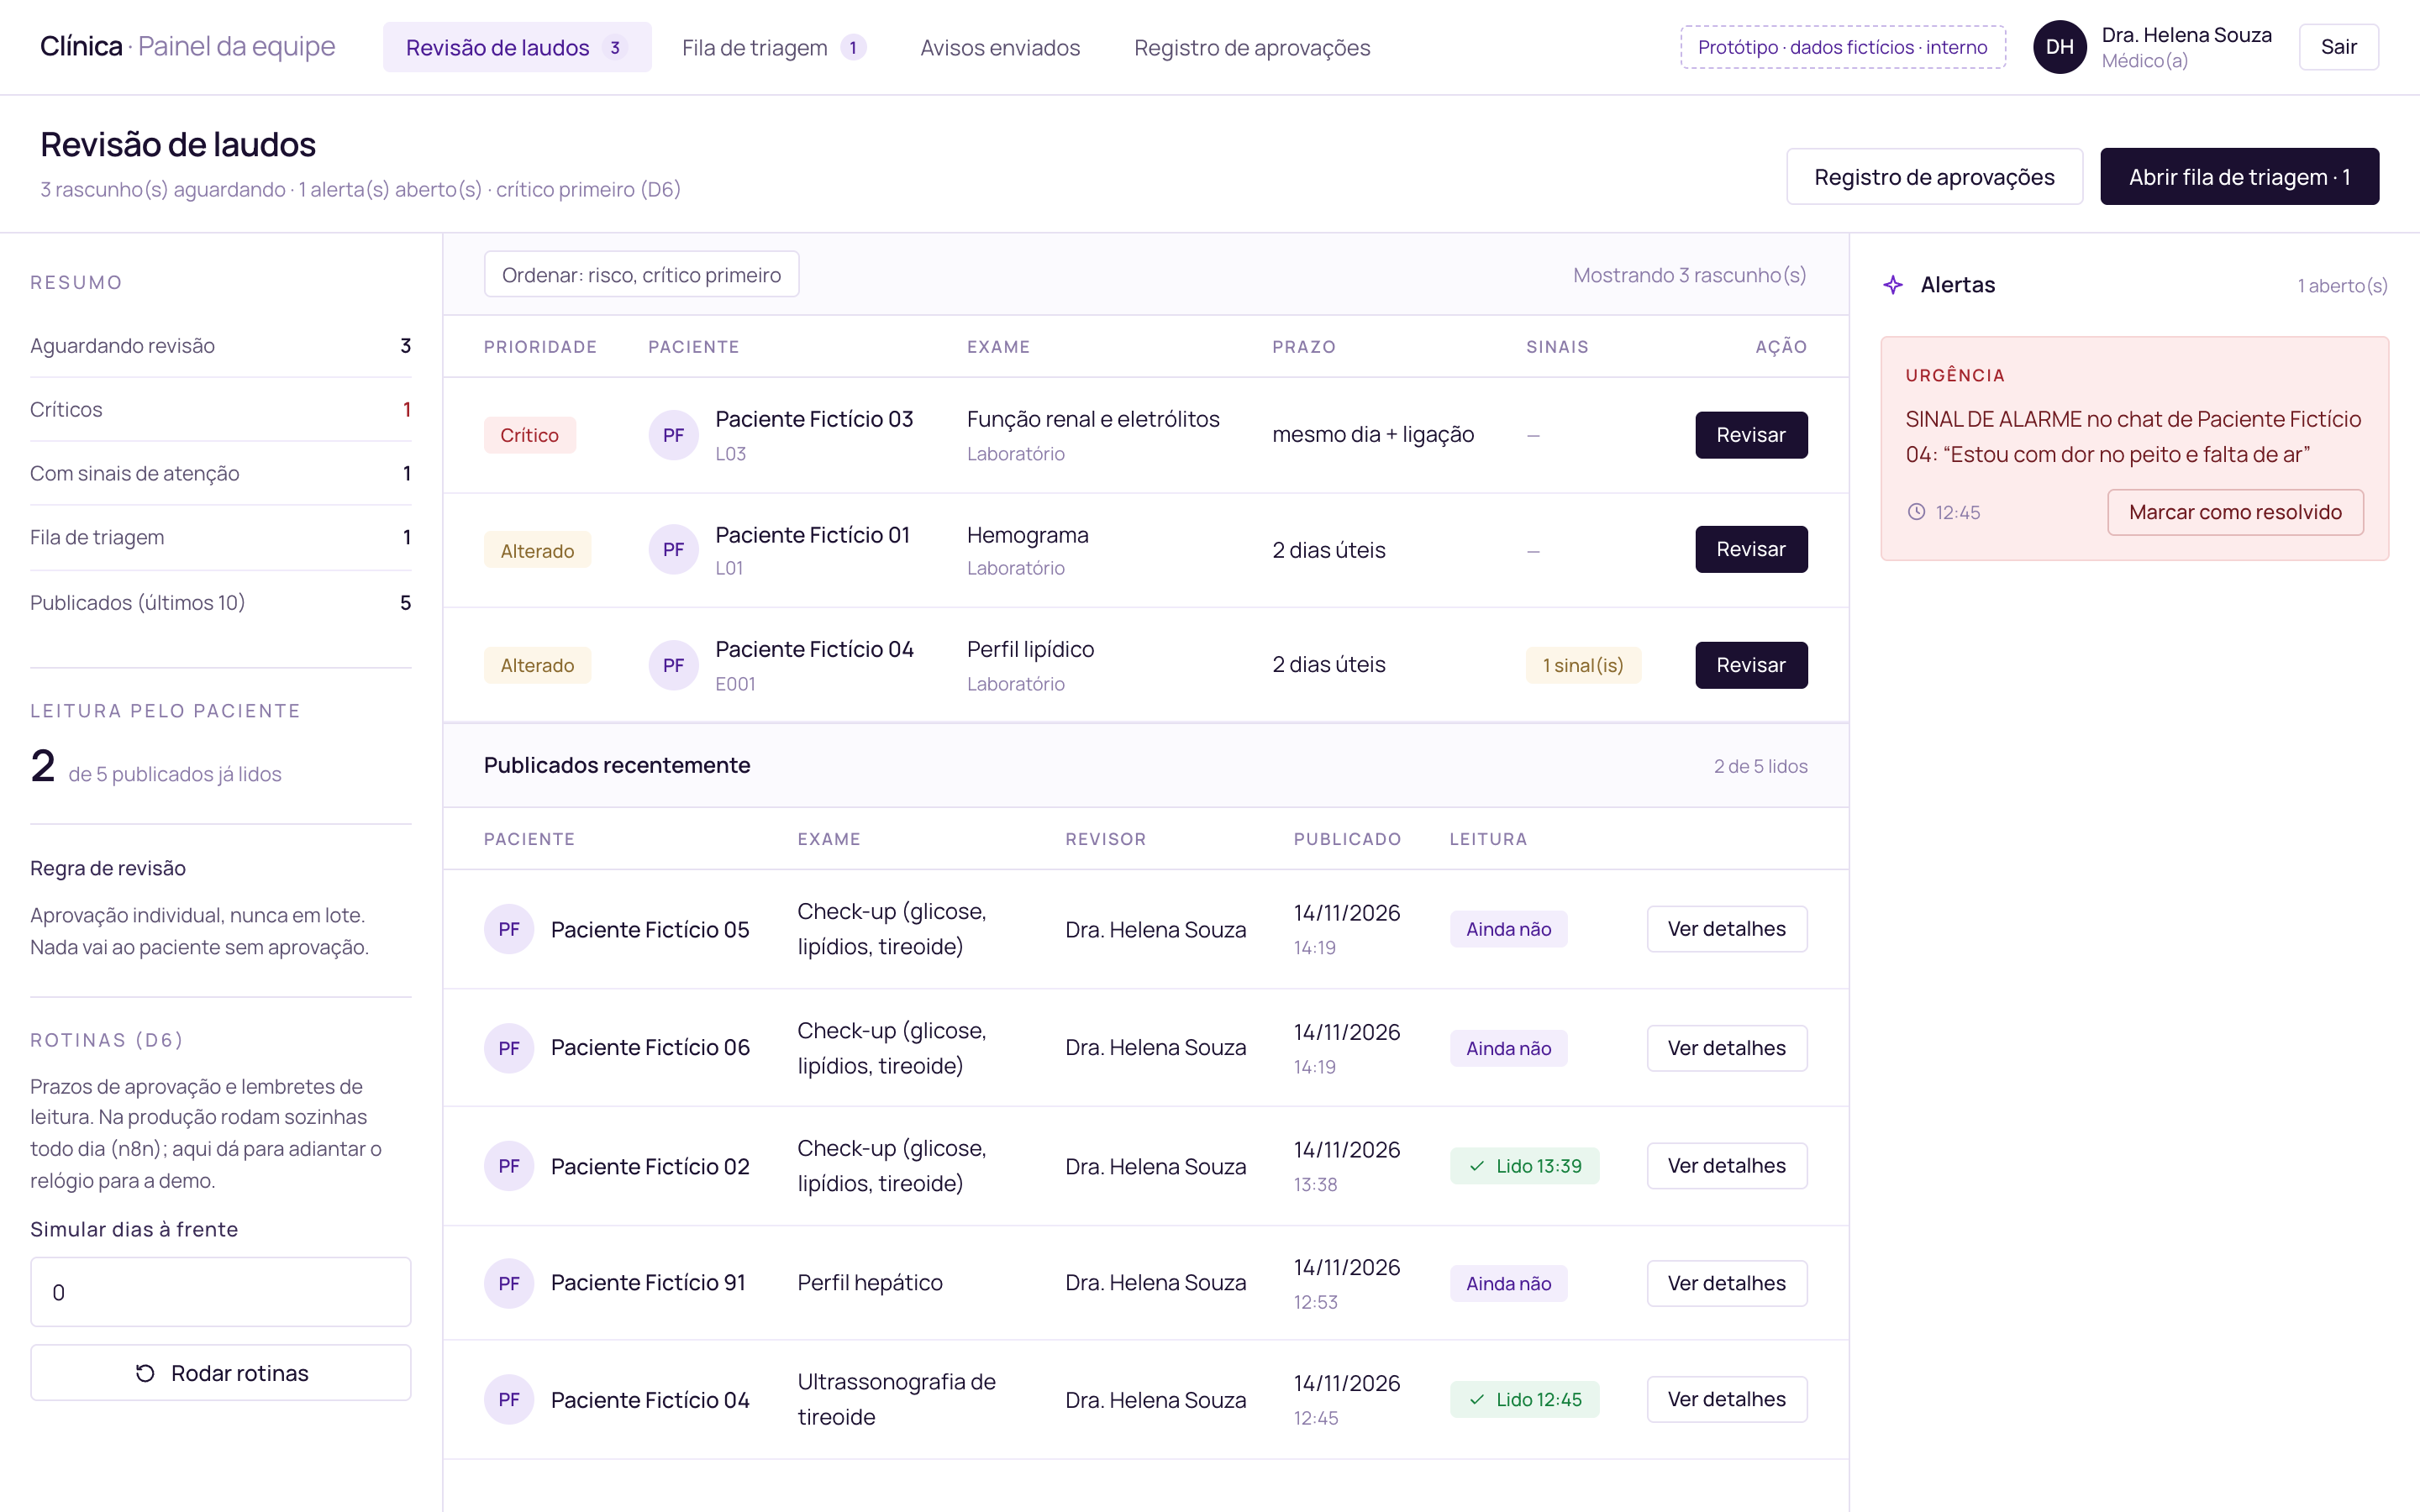 Clínica · Painel da equipe
Revisão de laudos 3
Fila de triagem 1
Avisos enviados
Registro de aprovações
Protótipo · dados fictícios · interno
DH
Dra. Helena Souza
Médico(a)
Sair
Revisão de laudos
3 rascunho(s) aguardando · 1 alerta(s) aberto(s) · crítico primeiro (D6)
Registro de aprovações
Abrir fila de triagem · 1
RESUMO
Aguardando revisão 3
Críticos 1
Com sinais de atenção 1
Fila de triagem 1
Publicados (últimos 10) 5
LEITURA PELO PACIENTE
2 de 5 publicados já lidos
Regra de revisão
Aprovação individual, nunca em lote.
Nada vai ao paciente sem aprovação.
ROTINAS (D6)
Prazos de aprovação e lembretes de
leitura. Na produção rodam sozinhas
todo dia (n8n); aqui dá para adiantar o
relógio para a demo.
Simular dias à frente
0
Rodar rotinas
Ordenar: risco, crítico primeiro
Mostrando 3 rascunho(s)
PRIORIDADE PACIENTE EXAME PRAZO SINAIS AÇÃO
Crítico PF Paciente Fictício 03 Função renal e eletrólitos mesmo dia + ligação – Revisar
L03 Laboratório
Alterado PF Paciente Fictício 01 Hemograma 2 dias úteis – Revisar
L01 Laboratório
Alterado PF Paciente Fictício 04 Perfil lipídico 2 dias úteis 1 sinal(is) Revisar
E001 Laboratório
Publicados recentemente
2 de 5 lidos
PACIENTE EXAME REVISOR PUBLICADO LEITURA
PF Paciente Fictício 05 Check-up (glicose, Dra. Helena Souza 14/11/2026 Ainda não Ver detalhes
lipídios, tireoide) 14:19
PF Paciente Fictício 06 Check-up (glicose, Dra. Helena Souza 14/11/2026 Ainda não Ver detalhes
lipídios, tireoide) 14:19
PF Paciente Fictício 02 Check-up (glicose, Dra. Helena Souza 14/11/2026 Lido 13:39 Ver detalhes
lipídios, tireoide) 13:38
PF Paciente Fictício 91 Perfil hepático Dra. Helena Souza 14/11/2026 Ainda não Ver detalhes
12:53
PF Paciente Fictício 04 Ultrassonografia de Dra. Helena Souza 14/11/2026 Lido 12:45 Ver detalhes
tireoide 12:45
Alertas
1 aberto(s)
URGÊNCIA
SINAL DE ALARME no chat de Paciente Fictício
04: “Estou com dor no peito e falta de ar”
12:45
Marcar como resolvido